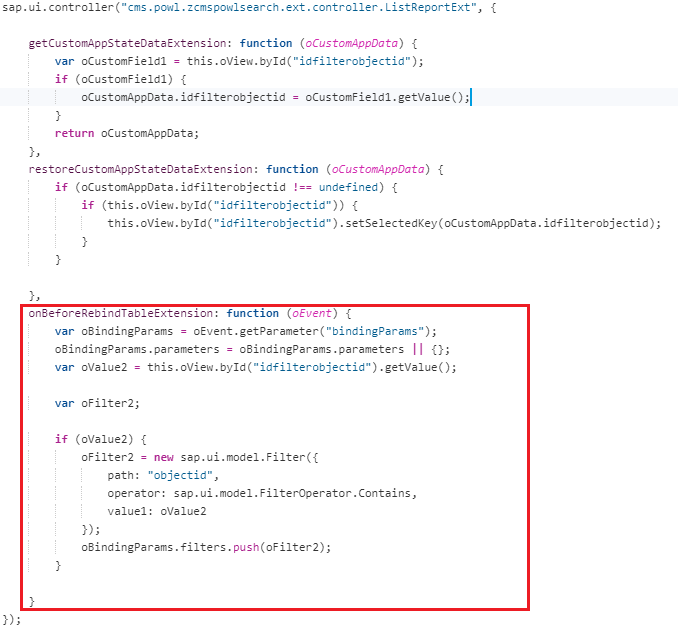 sap.ui.controller("cms.powl.zcmspowlsearch.ext.controller.ListReportExt", {
getCustomAppStateDataExtension: function (oCustomAppData) {
var oCustomField1 = this.oView.byId("idfilterobjectid");
if (oCustomField1) {
oCustomAppData.idfilterobjectid = oCustomField1.getValue();
}
return oCustomAppData;
},
restoreCustomAppStateDataExtension: function (oCustomAppData) {
if (oCustomAppData.idfilterobjectid !== undefined) {
if (this.oView.byId("idfilterobjectid")) {
this.oView.byId("idfilterobjectid").setSelectedKey(oCustomAppData.idfilterobjectid);
}
}
},
onBeforeRebindTableExtension: function (oEvent) {
var oBindingParams = oEvent.getParameter("bindingParams");
oBindingParams.parameters = oBindingParams.parameters || {};
var oValue2 = this.oView.byId("idfilterobjectid").getValue();
var oFilter2;
if (oValue2) {
oFilter2 = new sap.ui.model.Filter({
path: "objectid",
operator: sap.ui.model.FilterOperator.Contains,
value1: oValue2
});
oBindingParams.filters.push(oFilter2);
}
}
});